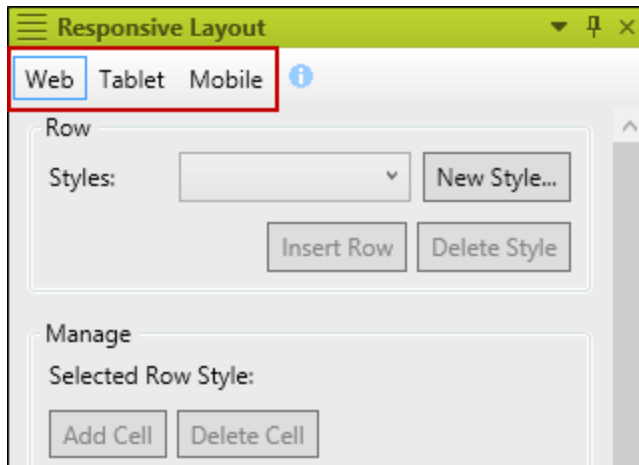 Responsive Layout
Web Tablet Mobile
Row
Styles: New Style...
Insert Row Delete Style
Manage
Selected Row Style:
Add Cell Delete Cell